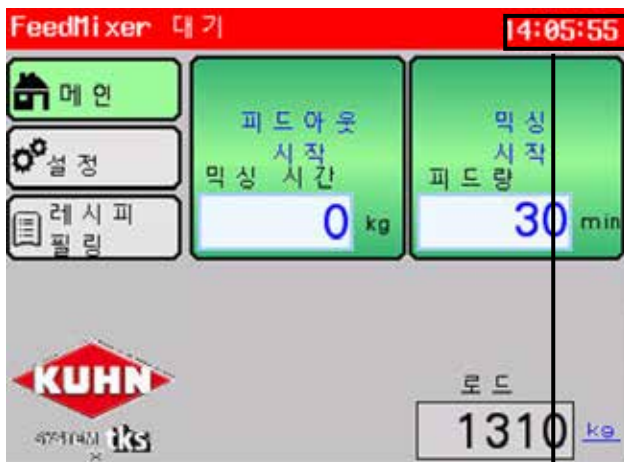 FeedMixer 대기
14:05:55
메인
설정
레시피
필링
피드아웃
시작
믹싱 시간
0 kg
믹싱
시작
피드량
30 min
KUHN
tks
로드
1310 kg